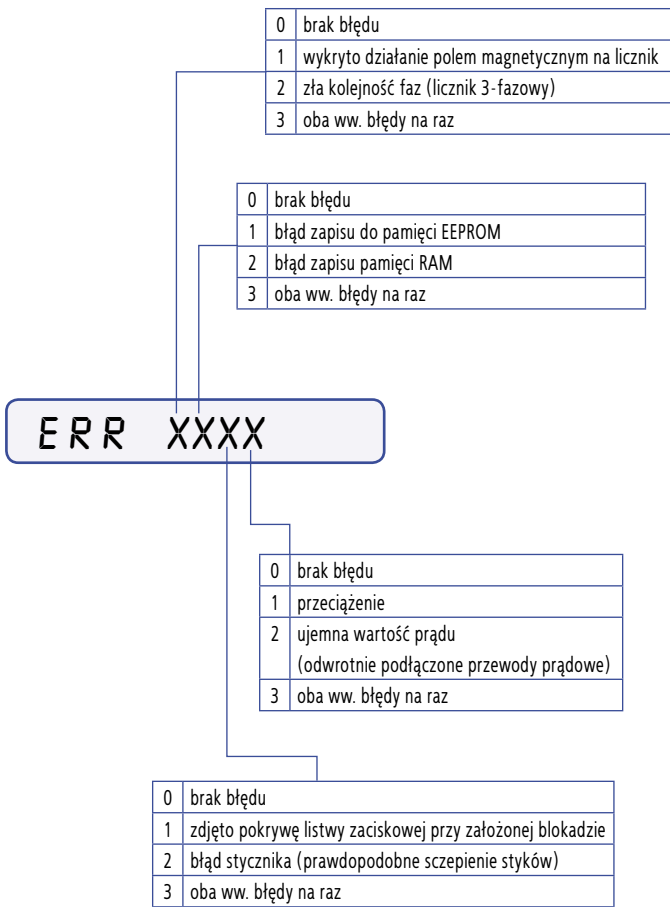 0 brak błędu
1 wykryto działanie polem magnetycznym na licznik
2 zła kolejność faz (licznik 3-fazowy)
3 oba ww. błędy na raz
0 brak błędu
1 błąd zapisu do pamięci EEPROM
2 błąd zapisu pamięci RAM
3 oba ww. błędy na raz
ERR XXXX
0 brak błędu
1 przeciążenie
2 ujemna wartość prądu
(odwrotnie podłączone przewody prądowe)
3 oba ww. błędy na raz
0 brak błędu
1 zdjęto pokrywę listwy zaciskowej przy założonej blokadzie
2 błąd stycznika (prawdopodobne sczepienie styków)
3 oba ww. błędy na raz